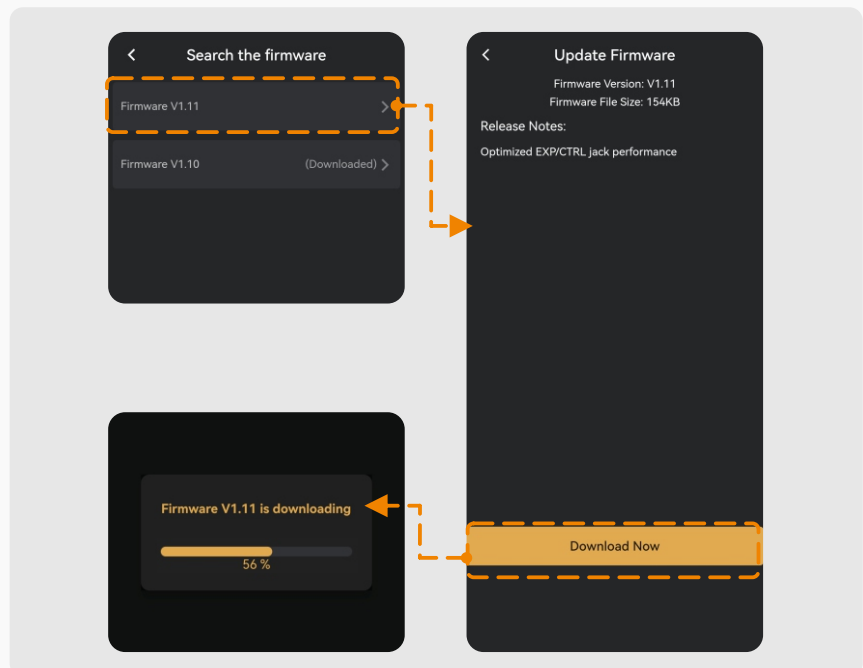 Search the firmware
Firmware V1.11
Firmware V1.10 (Downloaded)
Update Firmware
Firmware Version: V1.11
Firmware File Size: 154KB
Release Notes:
Optimized EXP/CTRL jack performance
Download Now
Firmware V1.11 is downloading
56 %